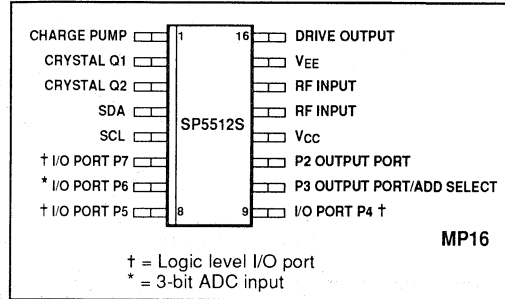 CHARGE PUMP 1 16 DRIVE OUTPUT
CRYSTAL Q1 VEE
CRYSTAL Q2 RF INPUT
SDA RF INPUT
SP5512S
SCL VCC
† I/O PORT P7 P2 OUTPUT PORT
* I/O PORT P6 P3 OUTPUT PORT/ADD SELECT
† I/O PORT P5 8 9 I/O PORT P4 †
MP16
† = Logic level I/O port
* = 3-bit ADC input